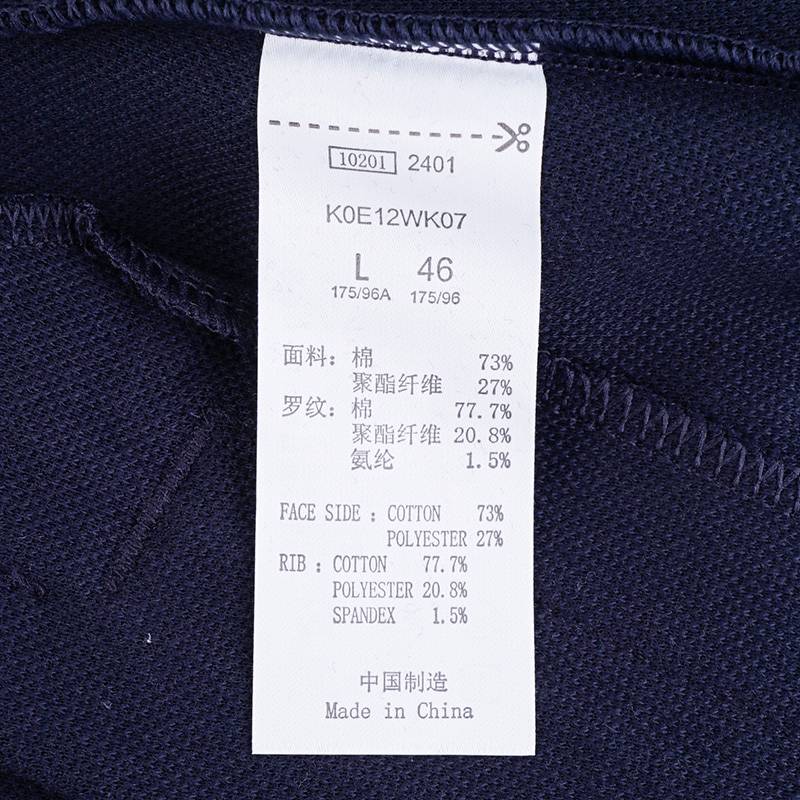 10201 2401
K0E12WK07
L 46
175/96A 175/96
面料：棉 73%
聚酯纤维 27%
罗纹：棉 77.7%
聚酯纤维 20.8%
氨纶 1.5%
FACE SIDE : COTTON 73%
POLYESTER 27%
RIB : COTTON 77.7%
POLYESTER 20.8%
SPANDEX 1.5%
中国制造
Made in China